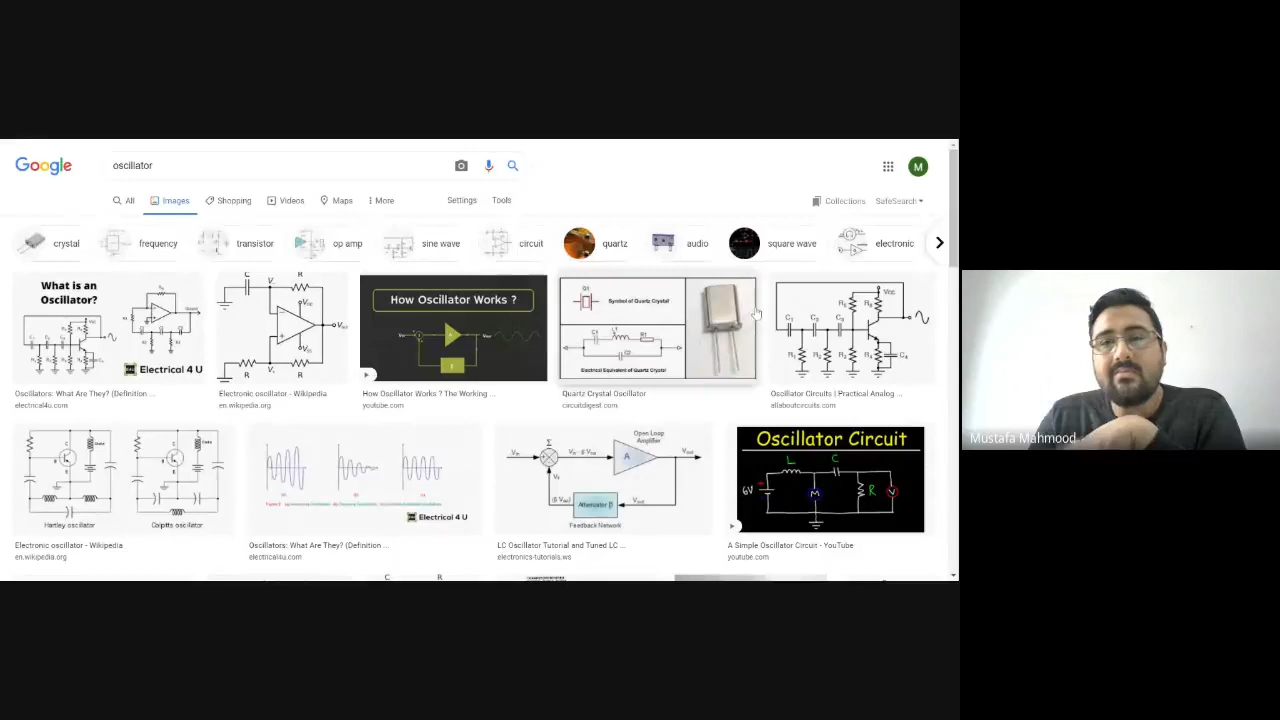 Google
oscillator
M
All
Images
Shopping
Videos
Maps
More
Settings
Tools
Collections
SafeSearch
crystal
frequency
transistor
op amp
sine wave
circuit
quartz
audio
square wave
electronic
What is an
Oscillator?
Electrical 4 U
Oscillators: What Are They? (Definition ...
electrical4u.com
C
R
R
R
Electronic oscillator - Wikipedia
en.wikipedia.org
How Oscillator Works ?
How Oscillator Works ? The Working ...
youtube.com
Symbol of Quartz Crystal
Electrical Equivalent of Quartz Crystal
Quartz Crystal Oscillator
circuitdigest.com
Oscillator Circuits | Practical Analog ...
allaboutcircuits.com
Hartley oscillator
Colpitts oscillator
Electronic oscillator - Wikipedia
en.wikipedia.org
Electrical 4 U
Oscillators: What Are They? (Definition ...
electrical4u.com
Open Loop
Amplifier
A
Feedback Network
LC Oscillator Tutorial and Tuned LC ...
electronics-tutorials.ws
Oscillator Circuit
L
C
6V
M
R
V
A Simple Oscillator Circuit - YouTube
youtube.com
C
R
Mustafa Mahmood